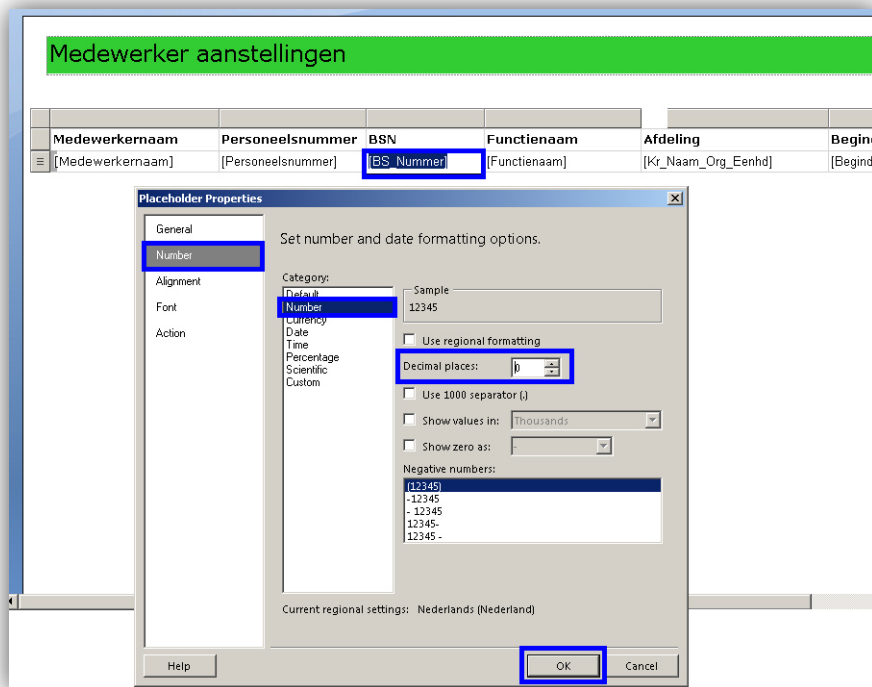 Medewerker aanstellingen
Medewerkernaam Personeelsnummer BSN Functienaam Afdeling Begind
[Medewerkernaam] [Personeelsnummer] [BS_Nummer] [Functienaam] [Kr_Naam_Org_Eenhd] [Begind
Placeholder Properties
General
Number
Alignment
Font
Action
Set number and date formatting options.
Category:
Default
Number
Currency
Date
Time
Percentage
Scientific
Custom
Sample
12345
Use regional formatting
Decimal places: 0
Use 1000 separator (.)
Show values in: Thousands
Show zero as: -
Negative numbers:
(12345)
-12345
- 12345
12345-
12345 -
Current regional settings: Nederlands (Nederland)
Help OK Cancel